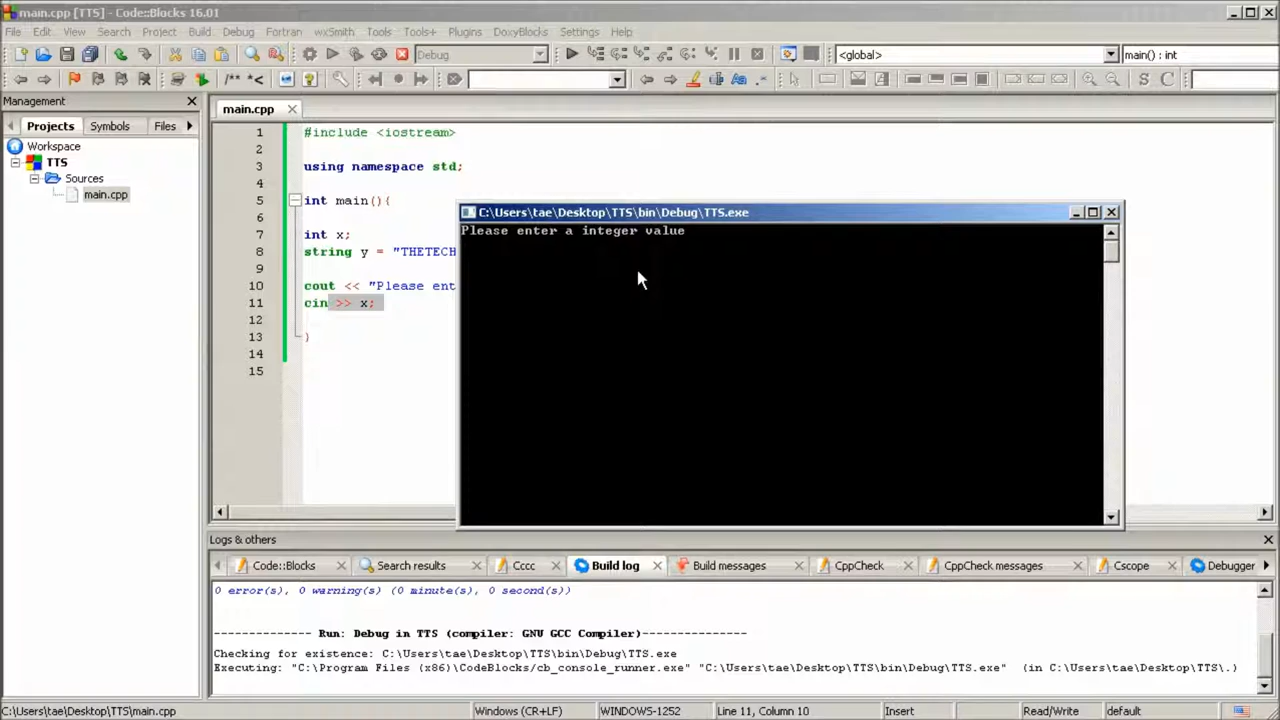 main.cpp [TTS] - Code::Blocks 16.01
File Edit View Search Project Build Debug Fortran wxSmith Tools Tools+ Plugins DoxyBlocks Settings Help
Debug <global> main() : int
/** *< Aa .* S C
Management
Projects Symbols Files
Workspace
TTS
Sources
main.cpp
main.cpp
1 #include <iostream>
2
3 using namespace std;
4
5 int main(){
6
7 int x;
8 string y = "THETECH
9
10 cout << "Please ent
11 cin >> x;
12
13 }
14
15
C:\Users\tae\Desktop\TTS\bin\Debug\TTS.exe
Please enter a integer value
Logs & others
Code::Blocks Search results Cccc Build log Build messages CppCheck CppCheck messages Cscope Debugger
0 error(s), 0 warning(s) (0 minute(s), 0 second(s))
-------------- Run: Debug in TTS (compiler: GNU GCC Compiler)---------------
Checking for existence: C:\Users\tae\Desktop\TTS\bin\Debug\TTS.exe
Executing: "C:\Program Files (x86)\CodeBlocks/cb_console_runner.exe" "C:\Users\tae\Desktop\TTS\bin\Debug\TTS.exe" (in C:\Users\tae\Desktop\TTS\.)
C:\Users\tae\Desktop\TTS\main.cpp Windows (CR+LF) WINDOWS-1252 Line 11, Column 10 Insert Read/Write default